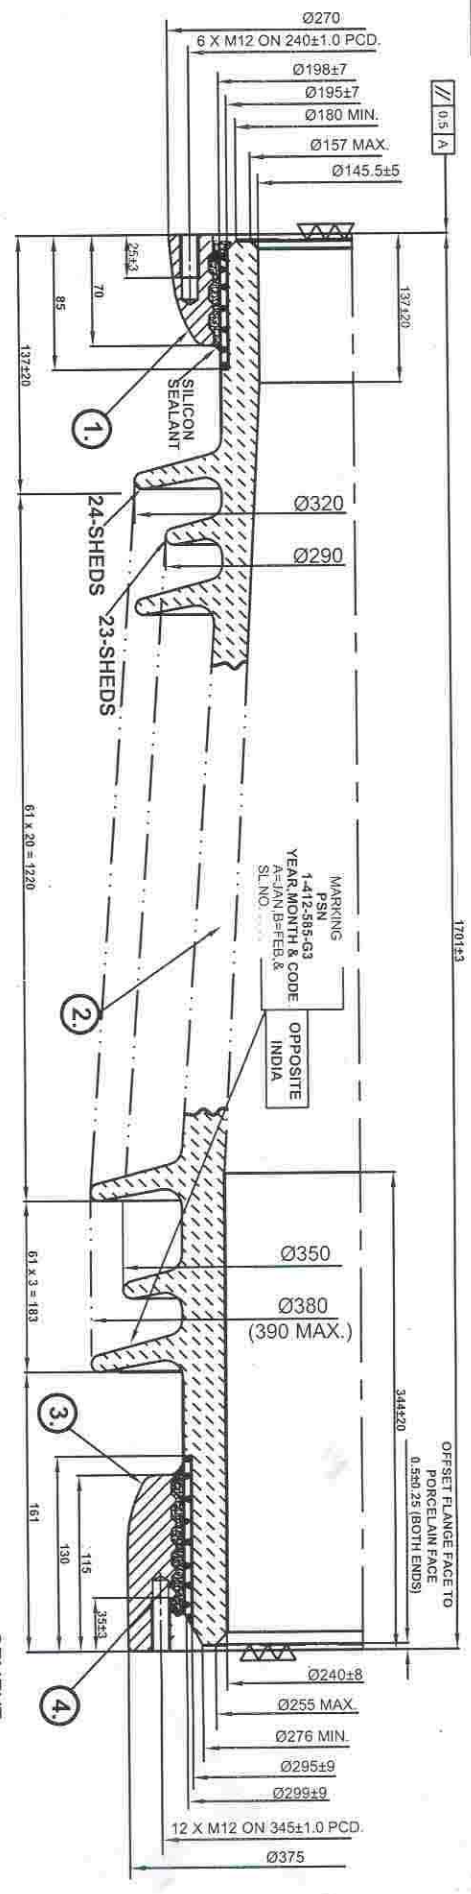 Ø270
6 X M12 ON 240±1.0 PCD.
Ø198±7
Ø195±7
Ø180 MIN.
Ø157 MAX.
Ø145.5±5
// 0.5 A
25±3
70
85
137±20
137±20
1.
SILICON
SEALANT
Ø320
Ø290
24-SHEDS
23-SHEDS
61 X 20 = 1220
1701±3
MARKING
PSN
1-412-585-G3
YEAR,MONTH & CODE
A=JAN,B=FEB,&
SL.NO.
OPPOSITE
INDIA
2.
Ø350
Ø380
(390 MAX.)
61 x 3 = 183
344±20
OFFSET FLANGE FACE TO
PORCELAIN FACE
0.5±0.25 (BOTH ENDS)
3.
161
130
115
35±3
4.
Ø240±8
Ø255 MAX.
Ø276 MIN.
Ø295±9
Ø299±9
12 X M12 ON 345±1.0 PCD.
Ø375